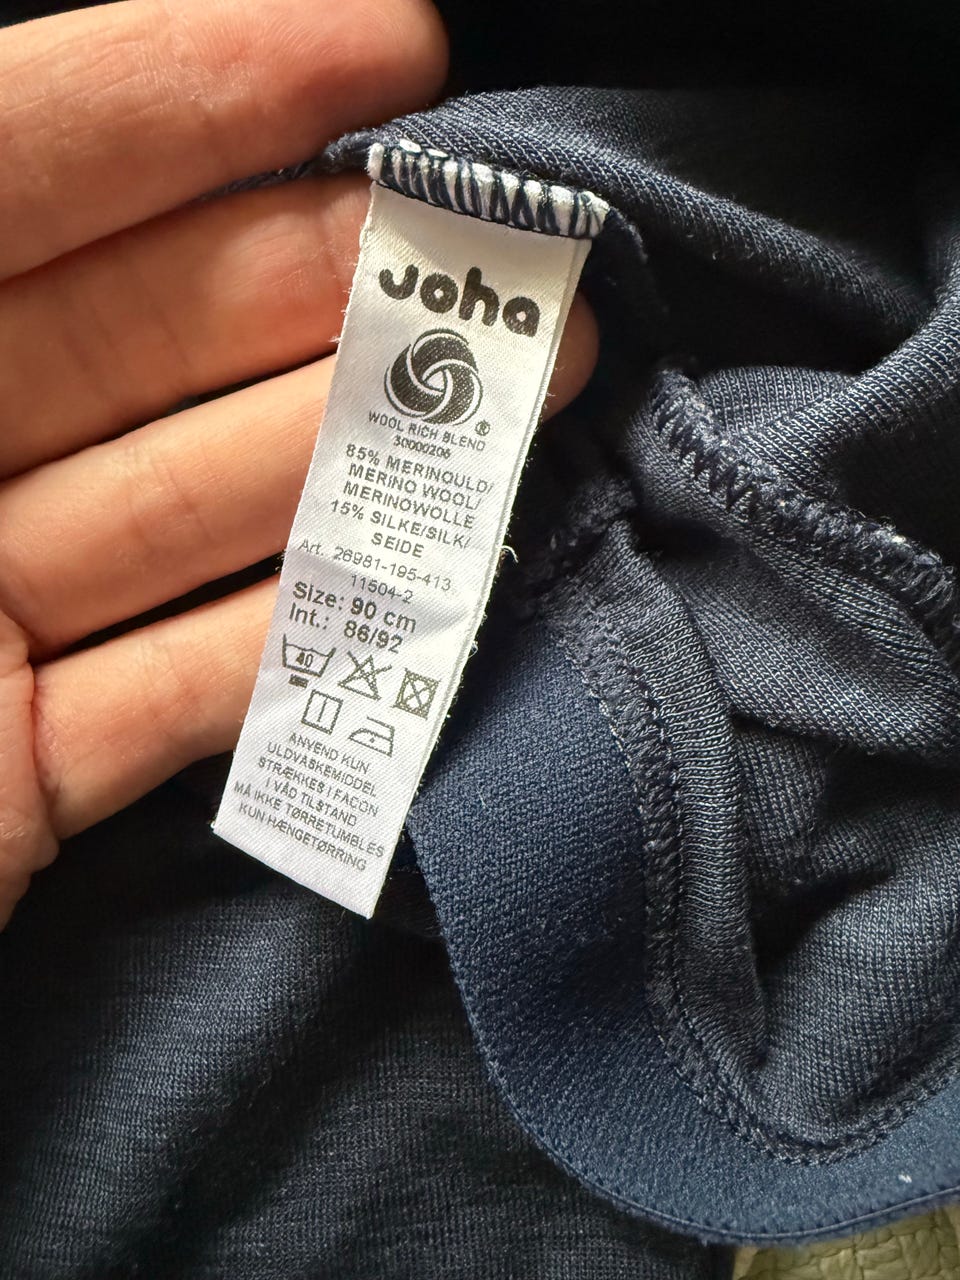 Joha
®
WOOL RICH BLEND
30000206
85% MERINOULD/
MERINO WOOL/
MERINOWOLLE
15% SILKE/SILK/
SEIDE
Art. 26981-195-413
11504-2
Size: 90 cm
Int.: 86/92
40
ANVEND KUN
ULDVASKEMIDDEL
STRÆKKES I FACON
I VÅD TILSTAND
MÅ IKKE TØRRETUMBLES
KUN HÆNGETØRRING